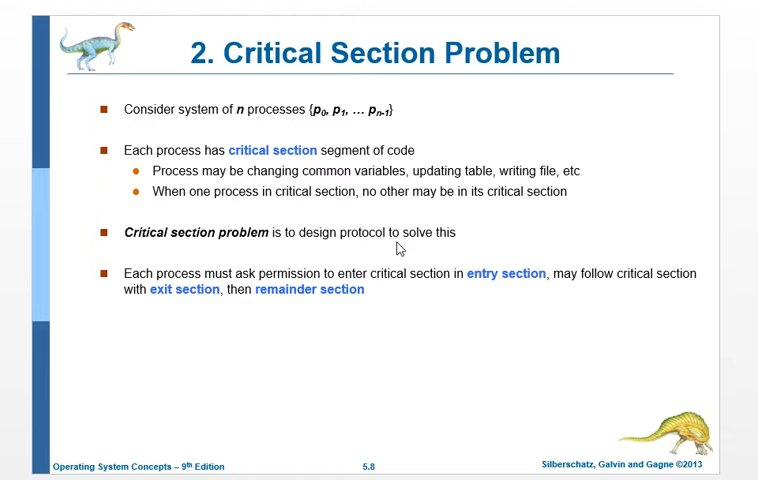 2. Critical Section Problem
Consider system of n processes {p0, p1, … pn-1}
Each process has critical section segment of code
Process may be changing common variables, updating table, writing file, etc
When one process in critical section, no other may be in its critical section
Critical section problem is to design protocol to solve this
Each process must ask permission to enter critical section in entry section, may follow critical section
with exit section, then remainder section
Operating System Concepts – 9th Edition
5.8
Silberschatz, Galvin and Gagne ©2013